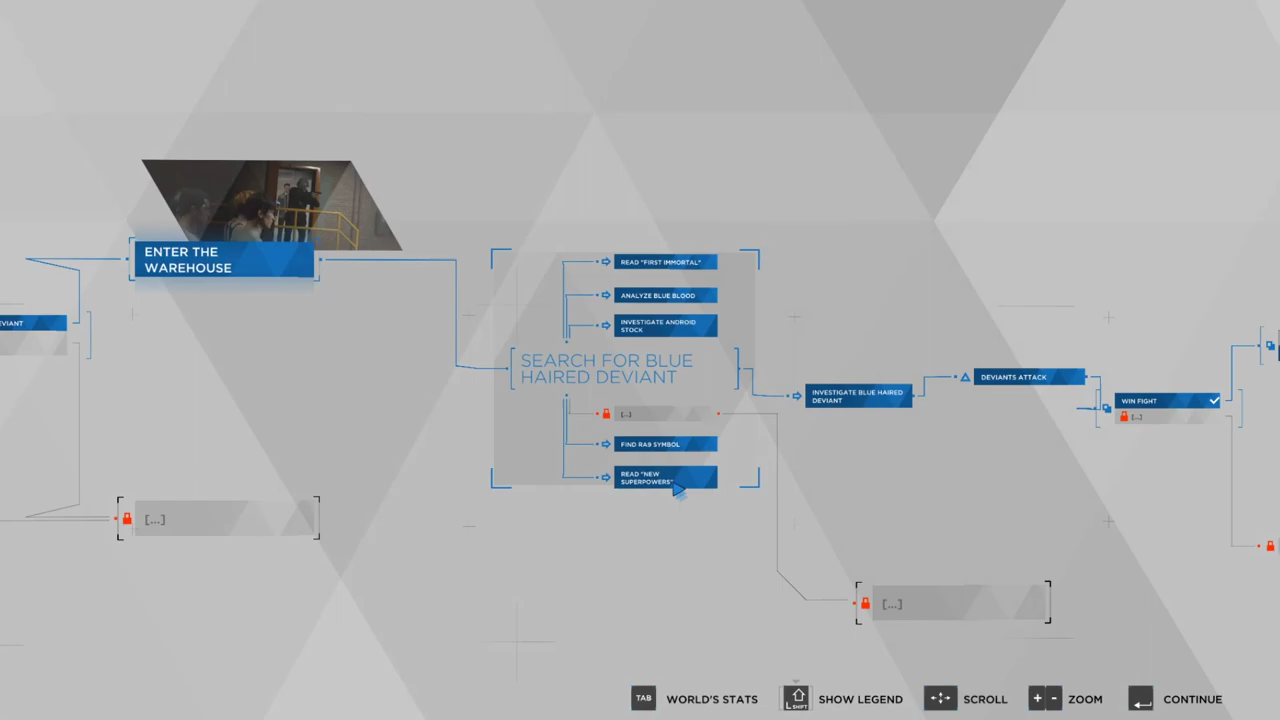 ENTER THE
WAREHOUSE
EVIANT
READ "FIRST IMMORTAL"
ANALYZE BLUE BLOOD
INVESTIGATE ANDROID
STOCK
SEARCH FOR BLUE
HAIRED DEVIANT
[...]
FIND RA9 SYMBOL
READ "NEW
SUPERPOWERS"
INVESTIGATE BLUE HAIRED
DEVIANT
DEVIANTS ATTACK
WIN FIGHT
[...]
[...]
[...]
TAB WORLD'S STATS
L SHIFT SHOW LEGEND
SCROLL
+ - ZOOM
CONTINUE